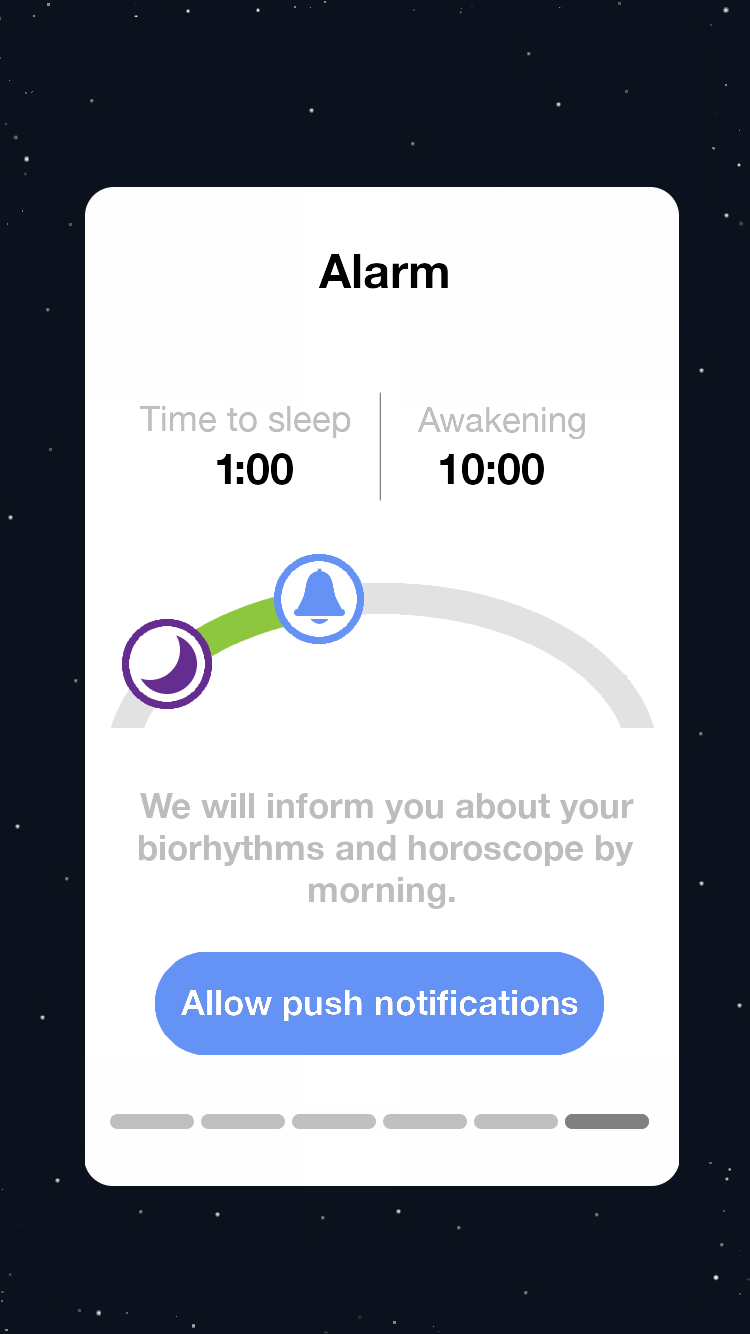 Alarm
Time to sleep
1:00
Awakening
10:00
We will inform you about your
biorhythms and horoscope by
morning.
Allow push notifications